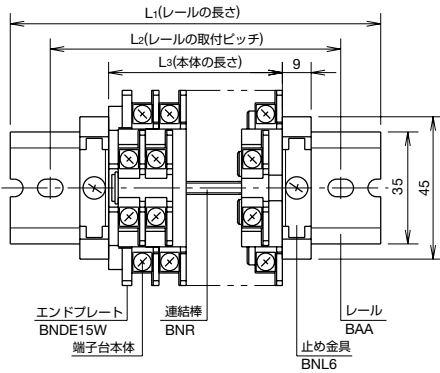 L₁(レールの長さ)
L₂(レールの取付ピッチ)
L₃(本体の長さ)
9
35
45
エンドプレート
BNDE15W
端子台本体
連結棒
BNR
レール
BAA
止め金具
BNL6